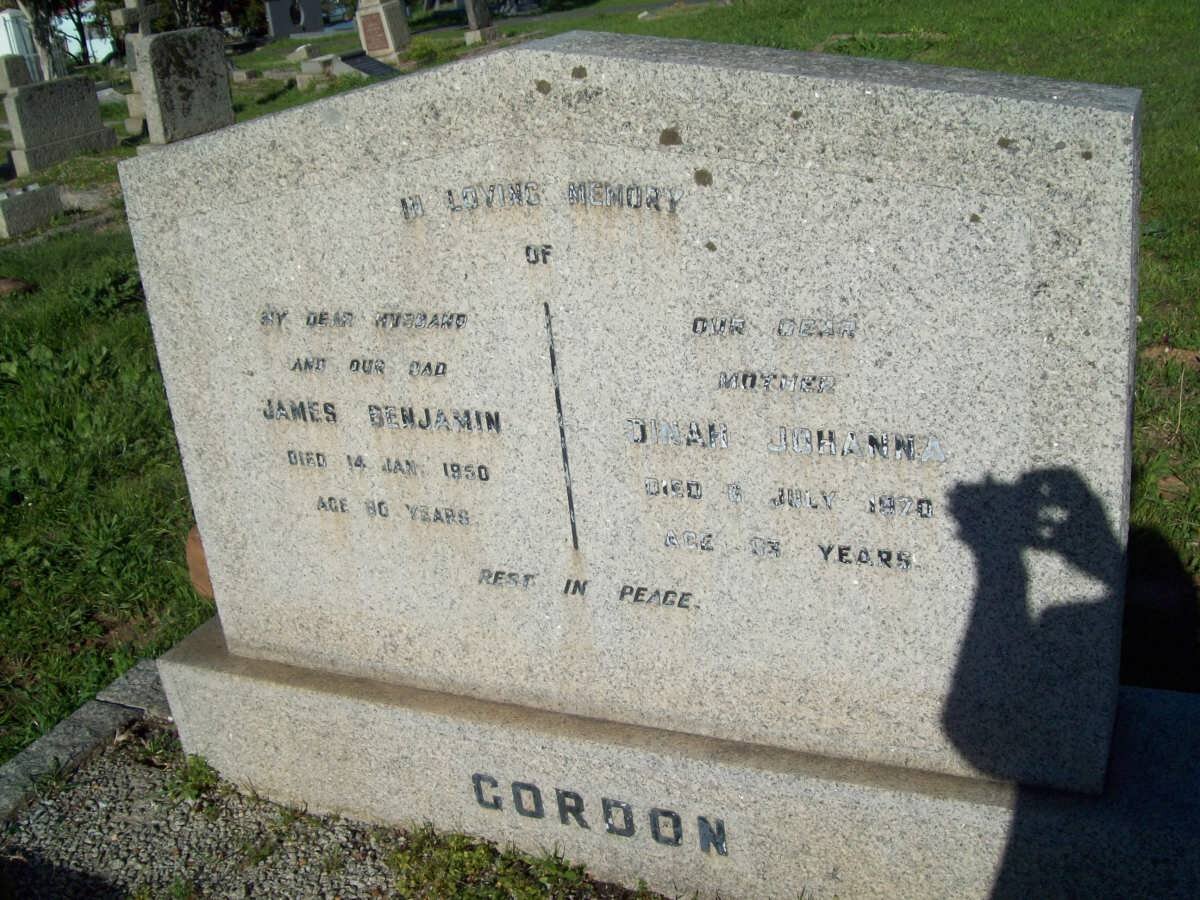 IN LOVING MEMORY
OF
MY DEAR HUSBAND
AND OUR DAD
JAMES BENJAMIN
DIED 14 JAN. 1950
AGE 80 YEARS
OUR DEAR
MOTHER
DINAH JOHANNA
DIED 6 JULY 1970
AGE YEARS.
REST IN PEACE.
GORDON